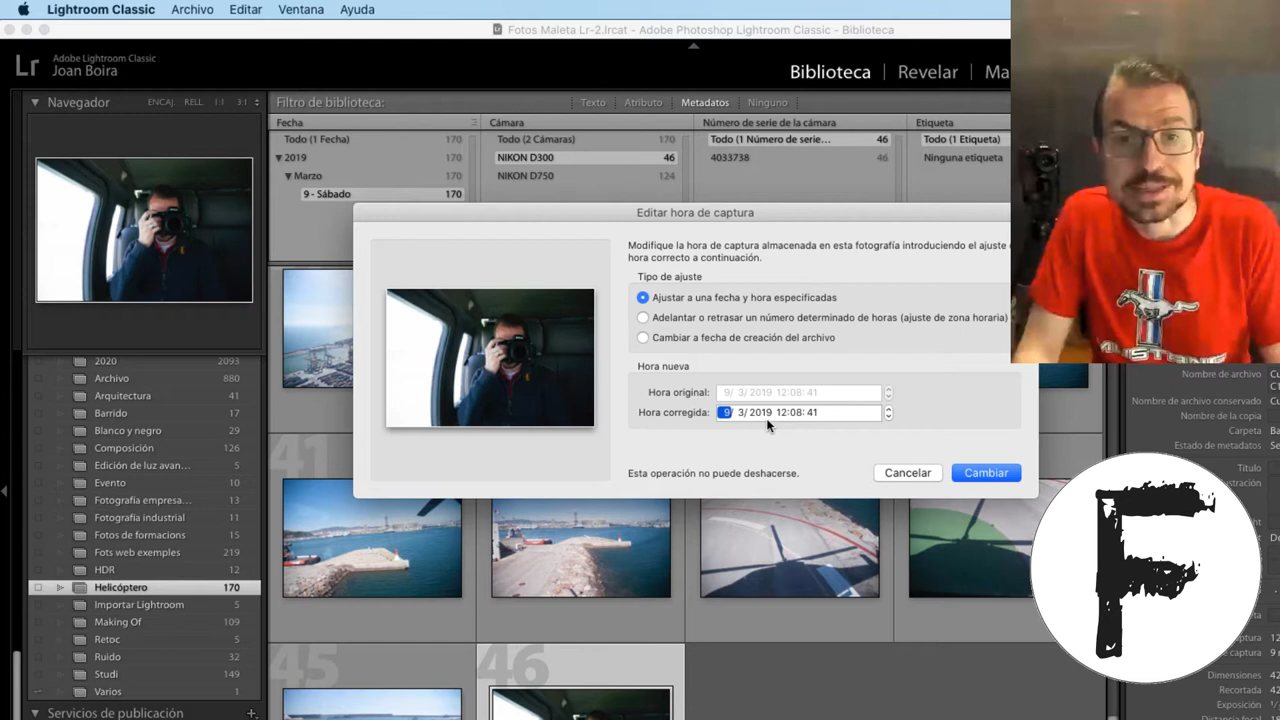 Lightroom Classic Archivo Editar Ventana Ayuda
Fotos Maleta Lr-2.lrcat - Adobe Photoshop Lightroom Classic - Biblioteca
Lr Adobe Lightroom Classic
Joan Boira
Biblioteca | Revelar | Ma
Navegador ENCAJ. RELL. 1:1 3:1
Filtro de biblioteca: Texto Atributo Metadatos Ninguno
Fecha Cámara Número de serie de la cámara Etiqueta
Todo (1 Fecha) 170 Todo (2 Cámaras) 170 Todo (1 Número de serie... 46 Todo (1 Etiqueta)
2019 170 NIKON D300 46 4033738 46 Ninguna etiqueta
Marzo 170 NIKON D750 124
9 - Sábado 170
Editar hora de captura
Modifique la hora de captura almacenada en esta fotografía introduciendo el ajuste
hora correcto a continuación.
Tipo de ajuste
Ajustar a una fecha y hora especificadas
Adelantar o retrasar un número determinado de horas (ajuste de zona horaria)
Cambiar a fecha de creación del archivo
Hora nueva
Hora original: 9/ 3/ 2019 12:08:41
Hora corregida: 9/ 3/ 2019 12:08:41
Esta operación no puede deshacerse. Cancelar Cambiar
2020 2093
Archivo 880
Arquitectura 41
Barrido 17
Blanco y negro 29
Composición 126
Edición de luz avan... 28
Evento 10
Fotografía empresa... 13
Fotografía industrial 11
Fotos de formacions 15
Fots web exemples 219
HDR 12
Helicóptero 170
Importar Lightroom 5
Making Of 109
Retoc 5
Ruido 32
Studi 149
Varios 1
Servicios de publicación +
41
45
46
MUSTANG
Nombre de archivo Cu
Nombre de archivo conservado Cu
Nombre de la copia
Carpeta
Estado de metadatos
Título
F
Dimensiones 42
Recortada 42
Exposición